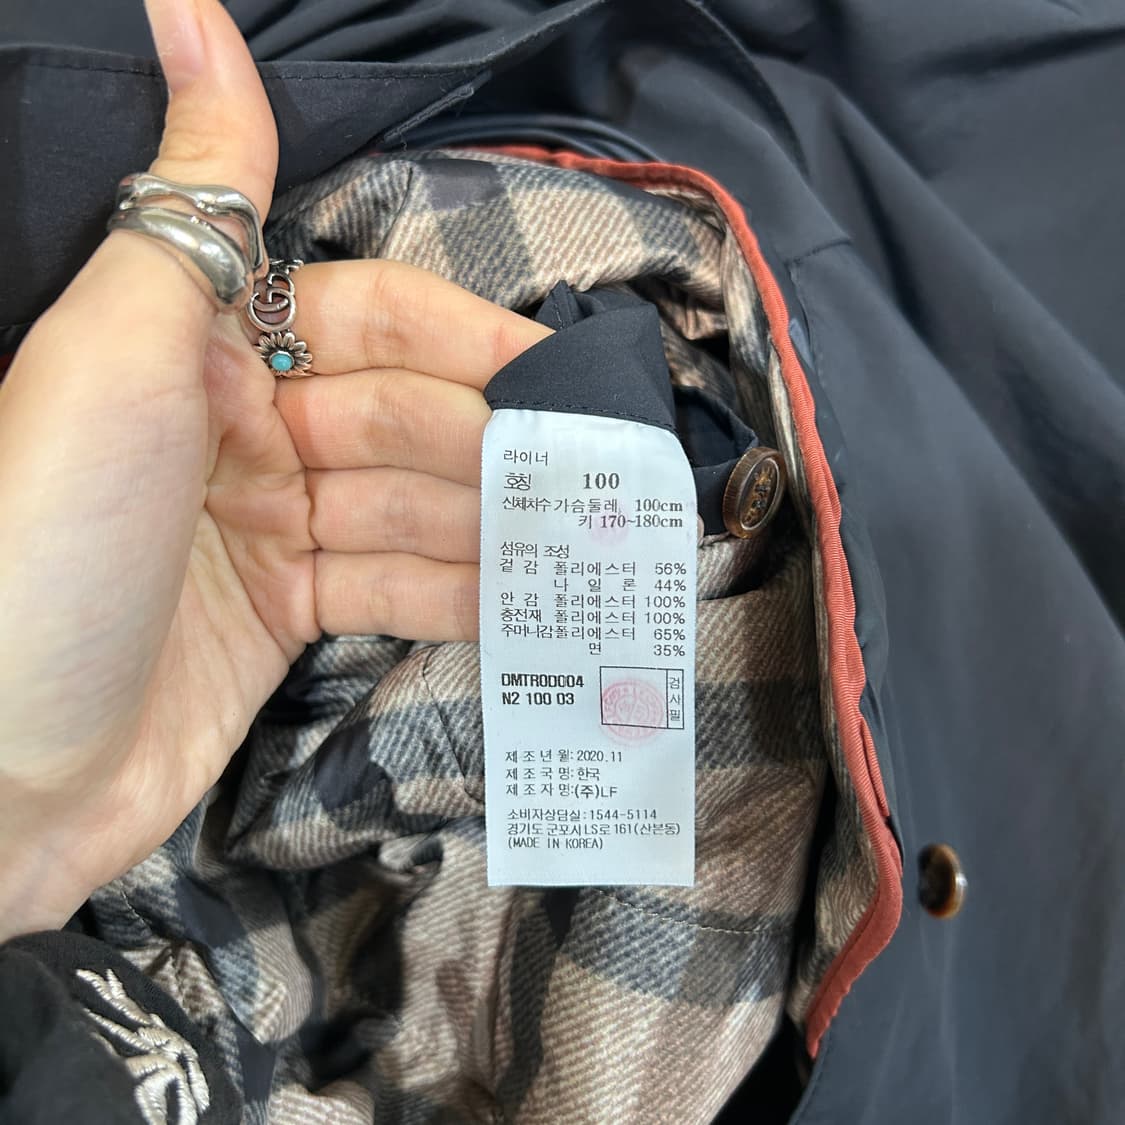 라이너
호칭 100
신체치수 가슴둘레 100cm
키 170~180cm
섬유의 조성
겉감 폴리에스터 56%
나일론 44%
안감 폴리에스터 100%
충전재 폴리에스터 100%
주머니감 폴리에스터 65%
면 35%
DMTR0D004
N2 100 03
검사필
제조년월: 2020.11
제조국명: 한국
제조자명: (주)LF
소비자상담실: 1544-5114
경기도 군포시 LS로 161(산본동)
(MADE IN KOREA)